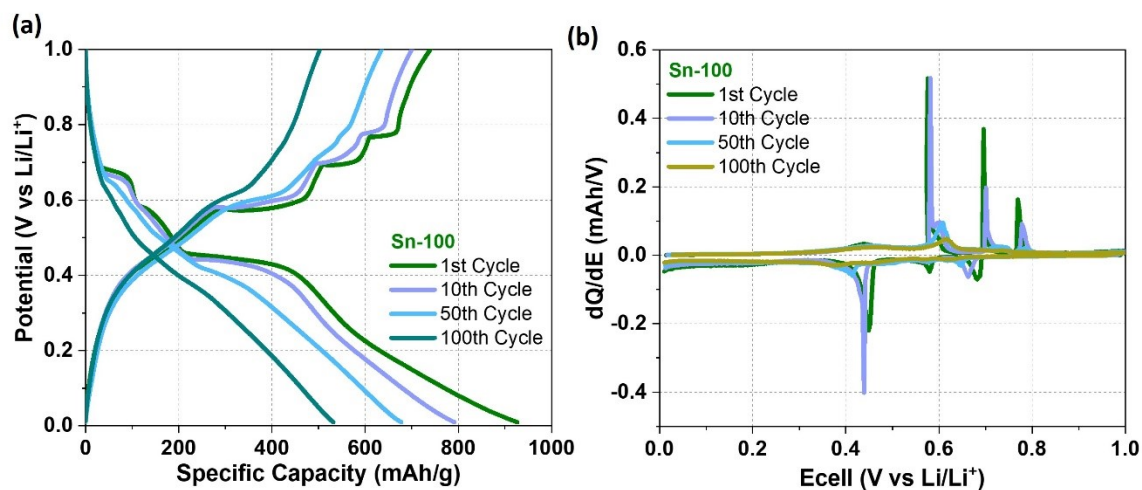 (a)
1.0
0.8
0.6
0.4
0.2
0.0
Potential (V vs Li/Li⁺)
Sn-100
1st Cycle
10th Cycle
50th Cycle
100th Cycle
0 200 400 600 800 1000
Specific Capacity (mAh/g)
(b)
0.6
0.4
0.2
0.0
-0.2
-0.4
dQ/dE (mAh/V)
Sn-100
1st Cycle
10th Cycle
50th Cycle
100th Cycle
0.0 0.2 0.4 0.6 0.8 1.0
Ecell (V vs Li/Li⁺)